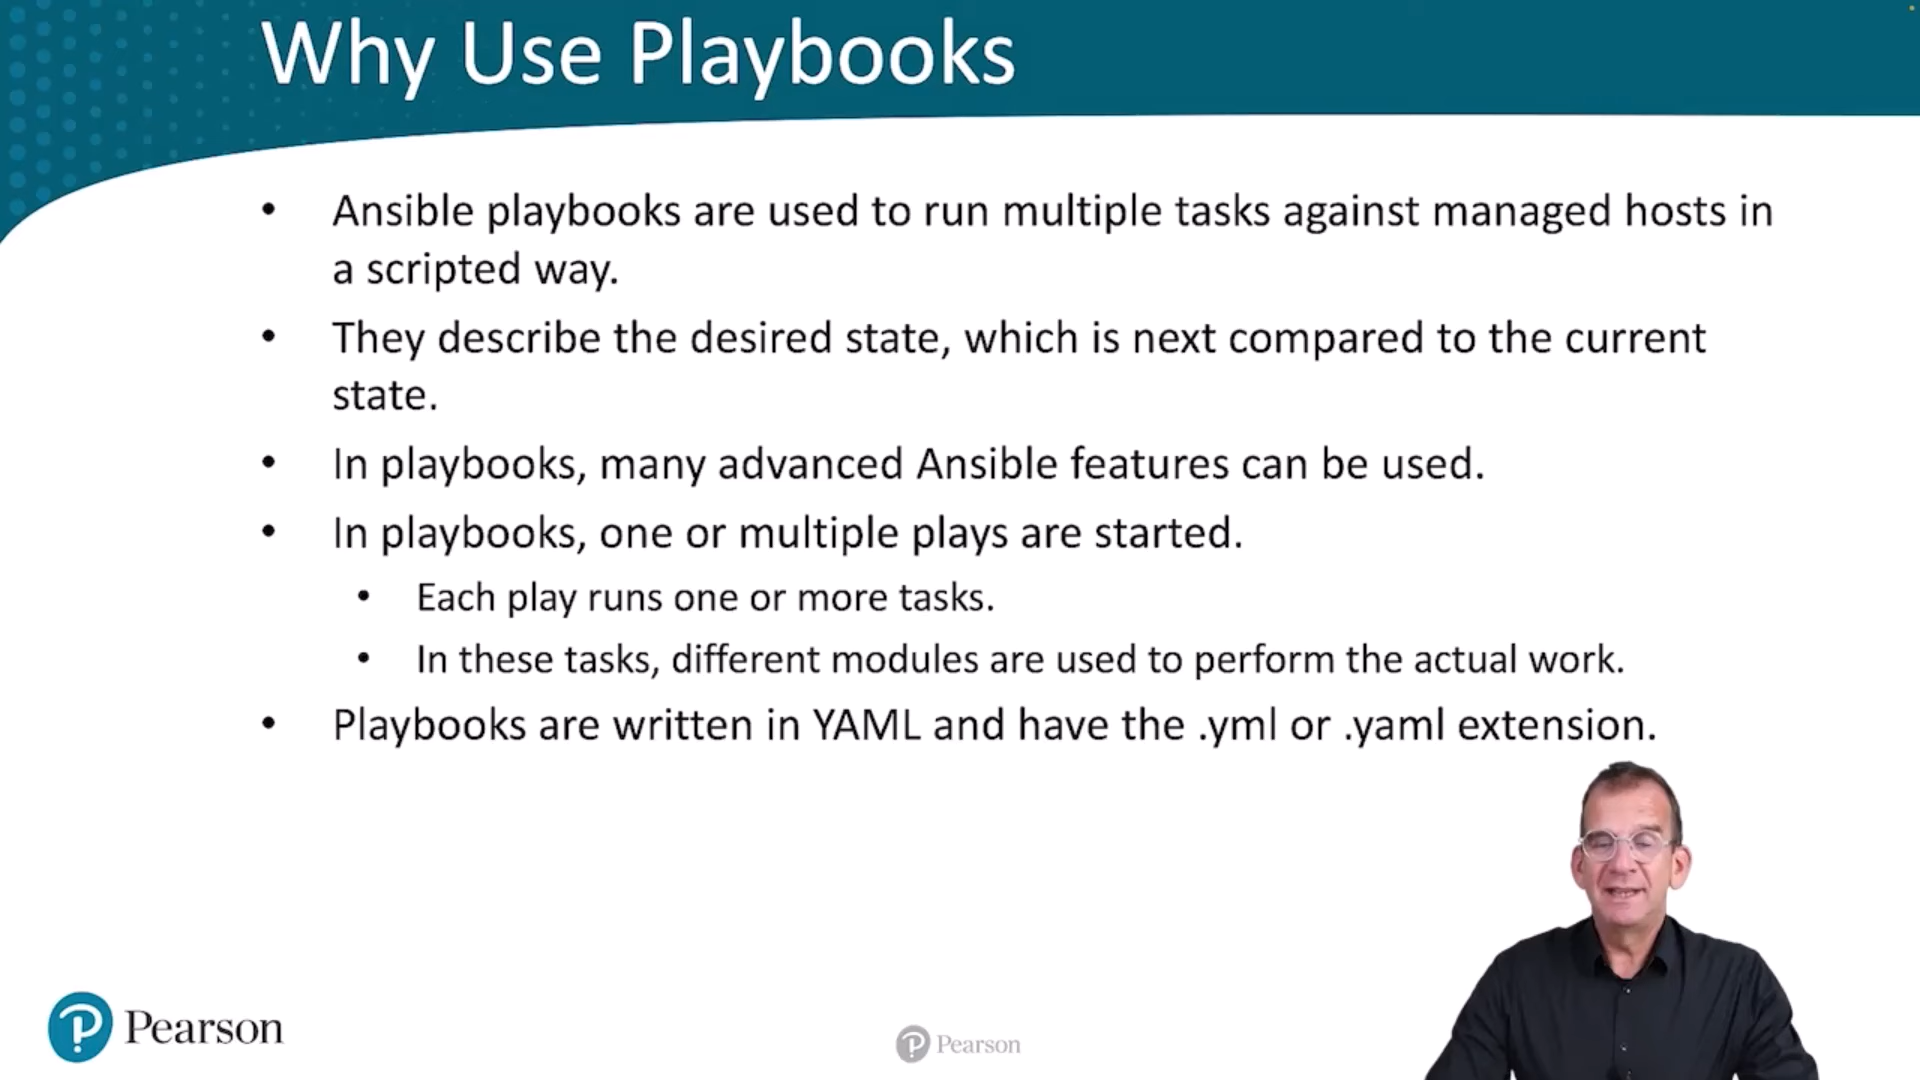 Why Use Playbooks
• Ansible playbooks are used to run multiple tasks against managed hosts in
a scripted way.
• They describe the desired state, which is next compared to the current
state.
• In playbooks, many advanced Ansible features can be used.
• In playbooks, one or multiple plays are started.
• Each play runs one or more tasks.
• In these tasks, different modules are used to perform the actual work.
• Playbooks are written in YAML and have the .yml or .yaml extension.
Pearson
Pearson